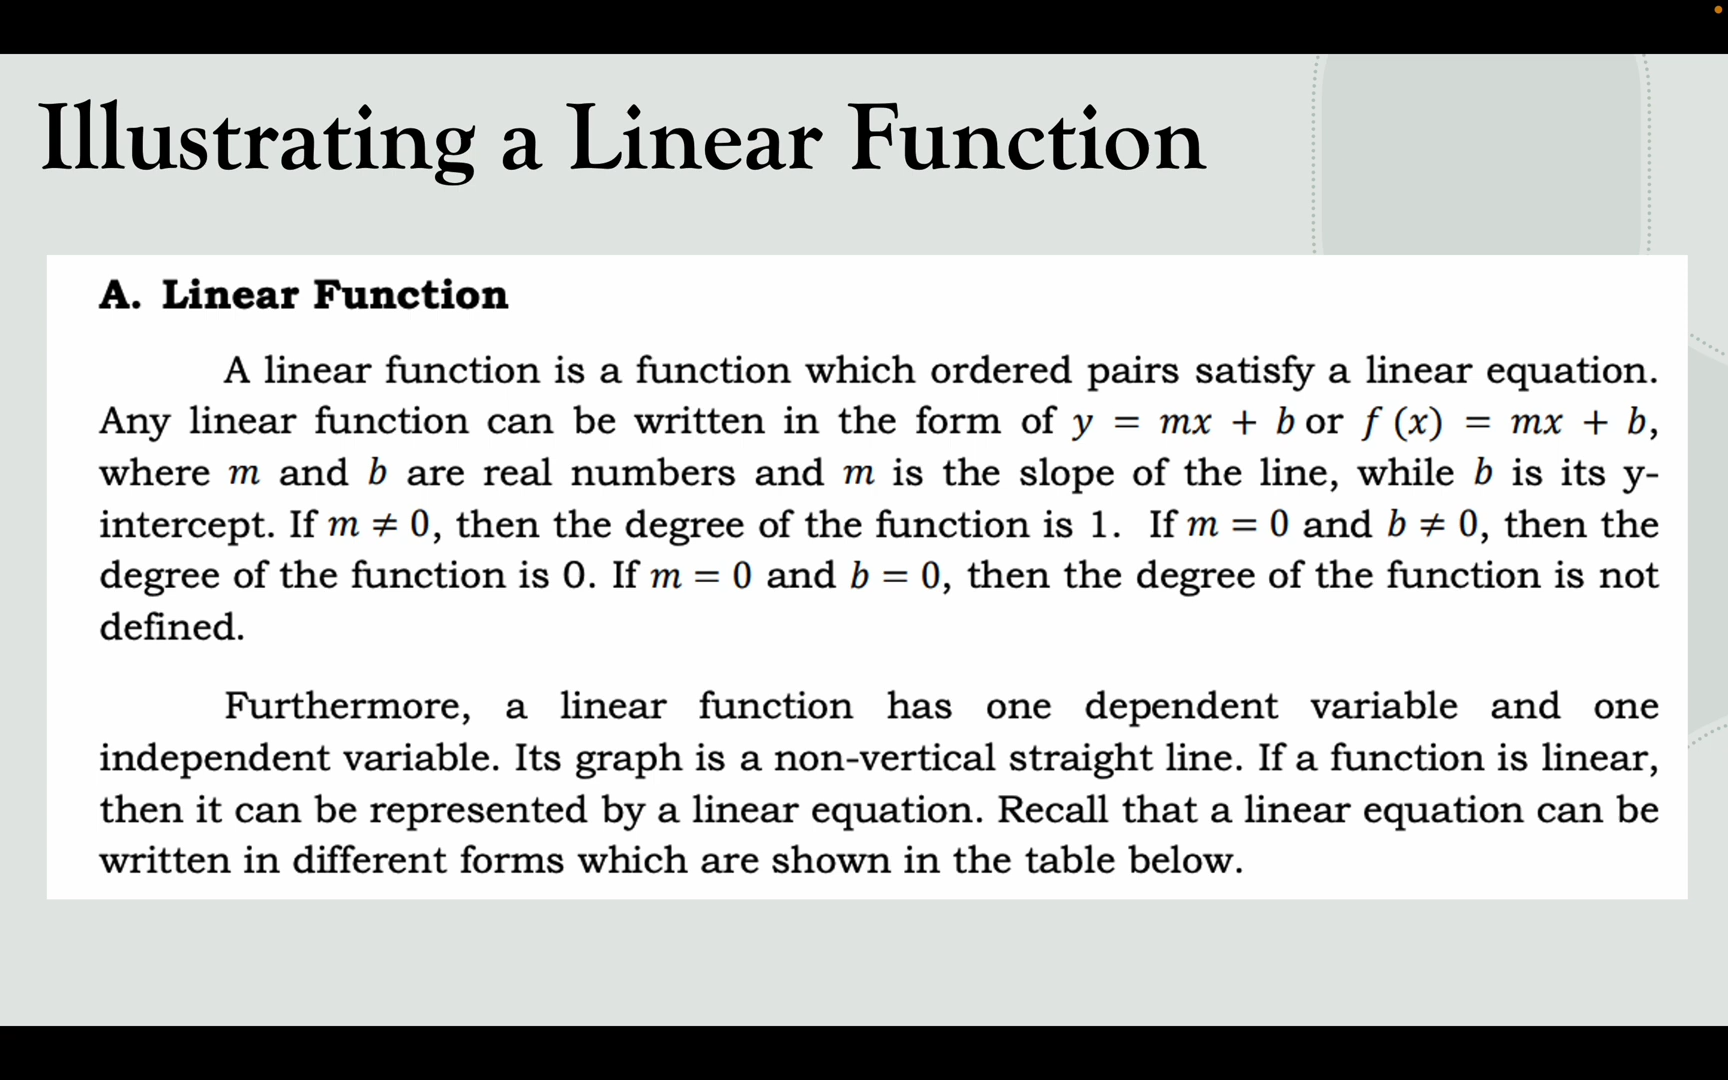 Illustrating a Linear Function
A. Linear Function
A linear function is a function which ordered pairs satisfy a linear equation.
Any linear function can be written in the form of y = mx + b or f (x) = mx + b,
where m and b are real numbers and m is the slope of the line, while b is its y-
intercept. If m ≠ 0, then the degree of the function is 1. If m = 0 and b ≠ 0, then the
degree of the function is 0. If m = 0 and b = 0, then the degree of the function is not
defined.
Furthermore, a linear function has one dependent variable and one
independent variable. Its graph is a non-vertical straight line. If a function is linear,
then it can be represented by a linear equation. Recall that a linear equation can be
written in different forms which are shown in the table below.